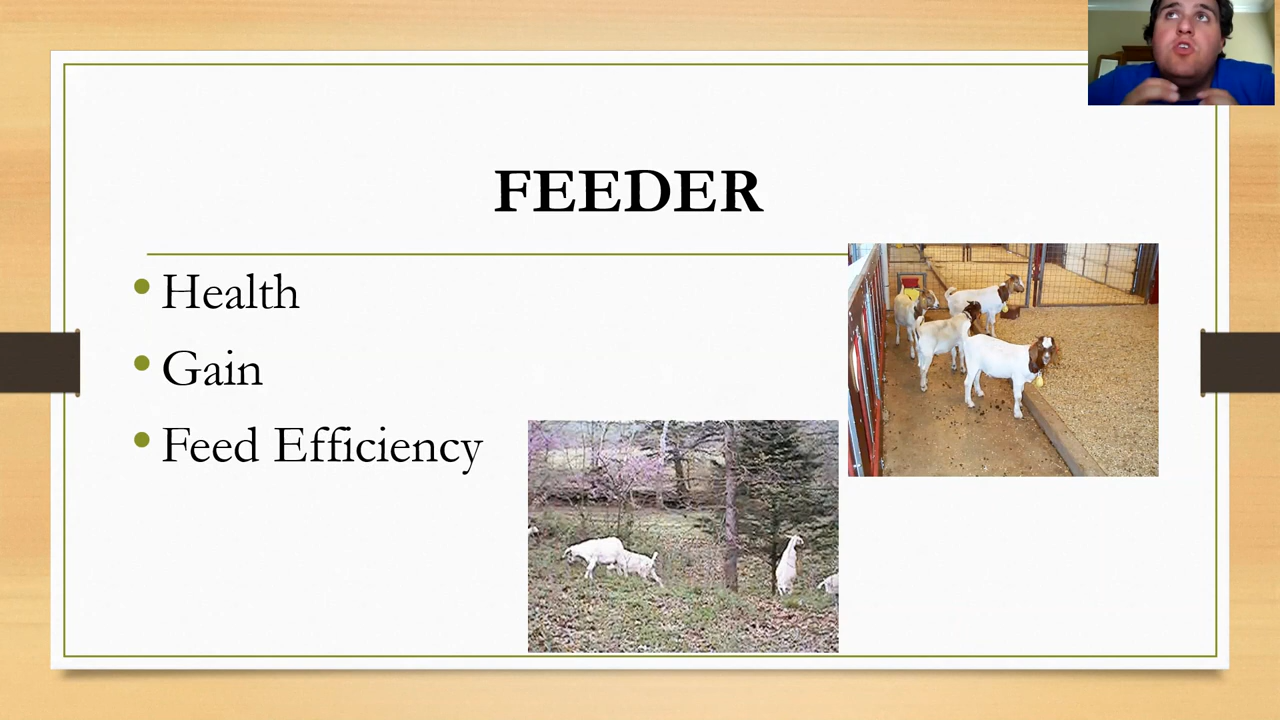 FEEDER
• Health
• Gain
• Feed Efficiency